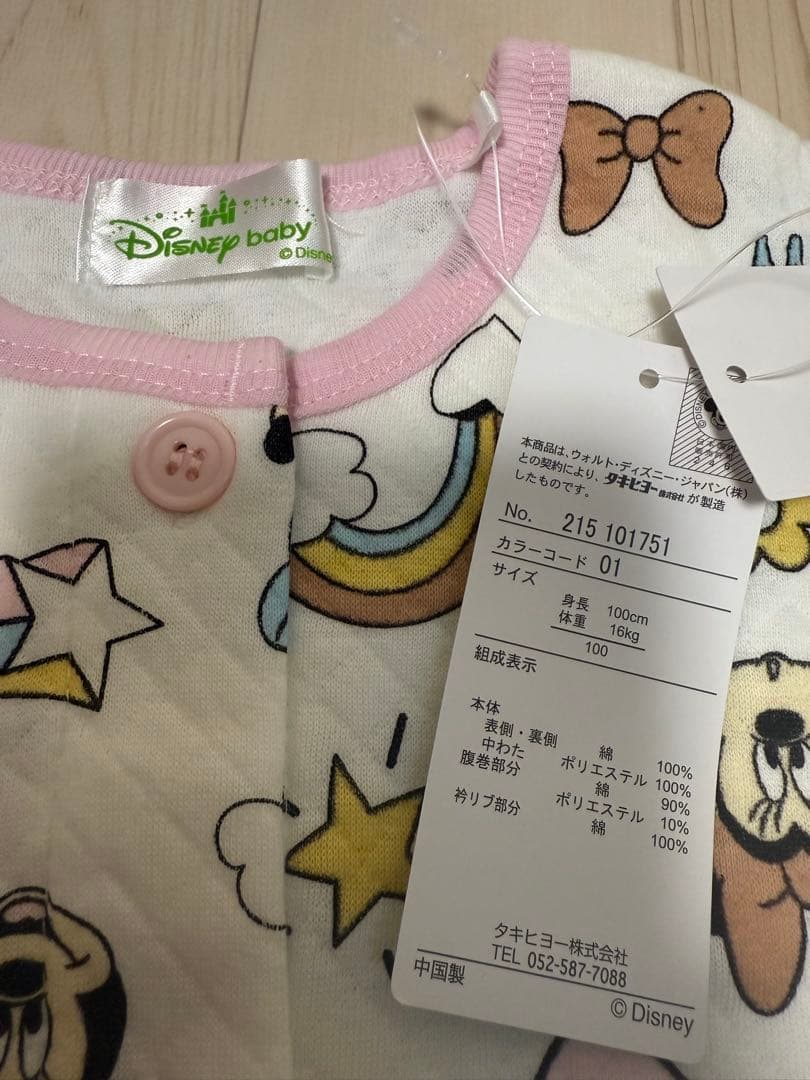 Disney baby
©Disne
本商品は、ウォルト・ディズニー・ジャパン(株)
との契約により、タキヒヨー株式会社が製造
したものです。
No. 215 101751
カラーコード 01
サイズ
身長 100cm
体重 16kg
100
組成表示
本体
表側・裏側 綿 100%
中わた ポリエステル 100%
腹巻部分 綿 90%
ポリエステル 10%
衿リブ部分 綿 100%
タキヒヨー株式会社
TEL 052-587-7088
中国製
©Disney
©DISNEY